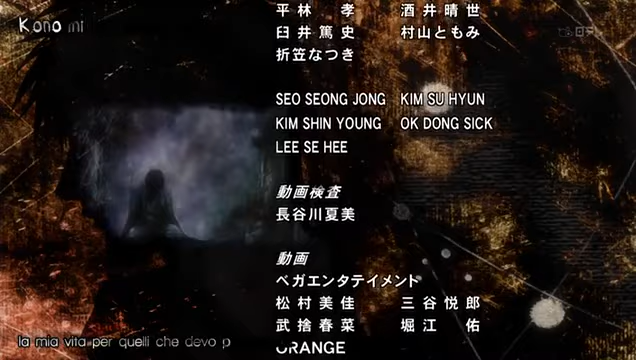 平林 孝 酒井晴世
Kono mi
臼井篤史 村山ともみ
折笠なつき
SEO SEONG JONG KIM SU HYUN
KIM SHIN YOUNG OK DONG SICK
LEE SE HEE
動画検査
長谷川夏美
動画
ベガエンタテイメント
松村美佳 三谷悦郎
武捨春菜 堀江 佑
la mia vita per quelli che devo p
ORANGE